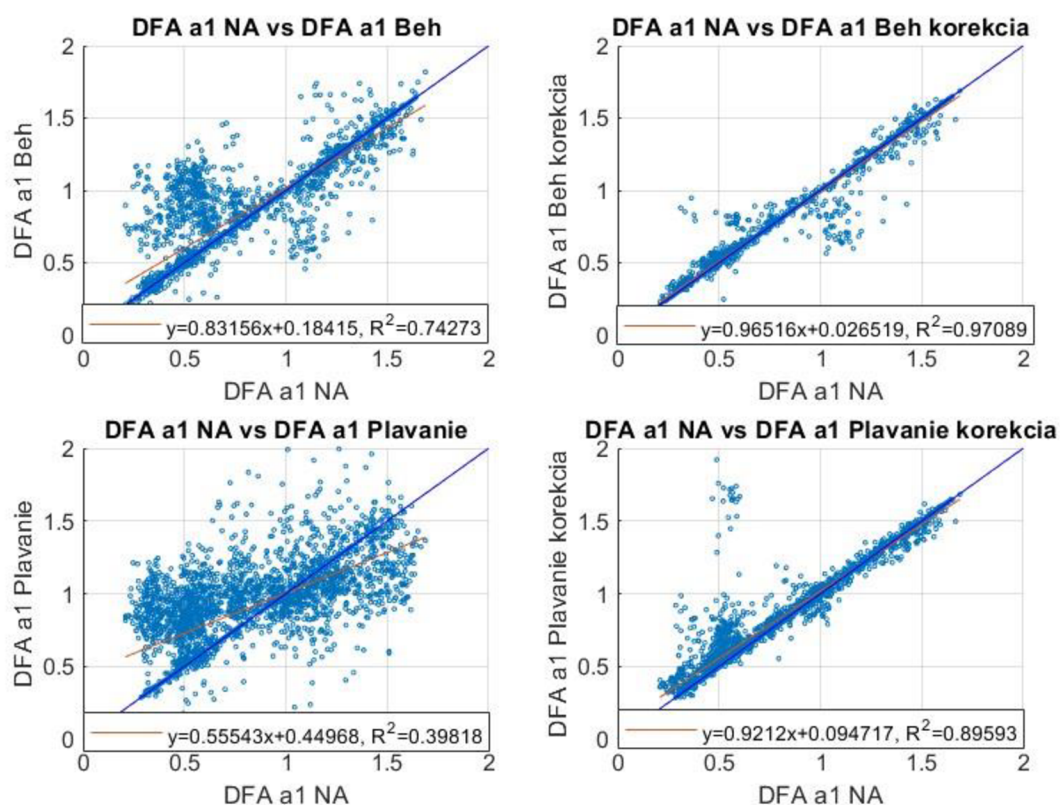 DFA a1 NA vs DFA a1 Beh
2
1.5
1
0.5
0
DFA a1 Beh
y=0.83156x+0.18415, R²=0.74273
0 0.5 1 1.5 2
DFA a1 NA
DFA a1 NA vs DFA a1 Beh korekcia
2
1.5
1
0.5
0
DFA a1 Beh korekcia
y=0.96516x+0.026519, R²=0.97089
0 0.5 1 1.5 2
DFA a1 NA
DFA a1 NA vs DFA a1 Plavanie
2
1.5
1
0.5
0
DFA a1 Plavanie
y=0.55543x+0.44968, R²=0.39818
0 0.5 1 1.5 2
DFA a1 NA
DFA a1 NA vs DFA a1 Plavanie korekcia
2
1.5
1
0.5
0
DFA a1 Plavanie korekcia
y=0.9212x+0.094717, R²=0.89593
0 0.5 1 1.5 2
DFA a1 NA